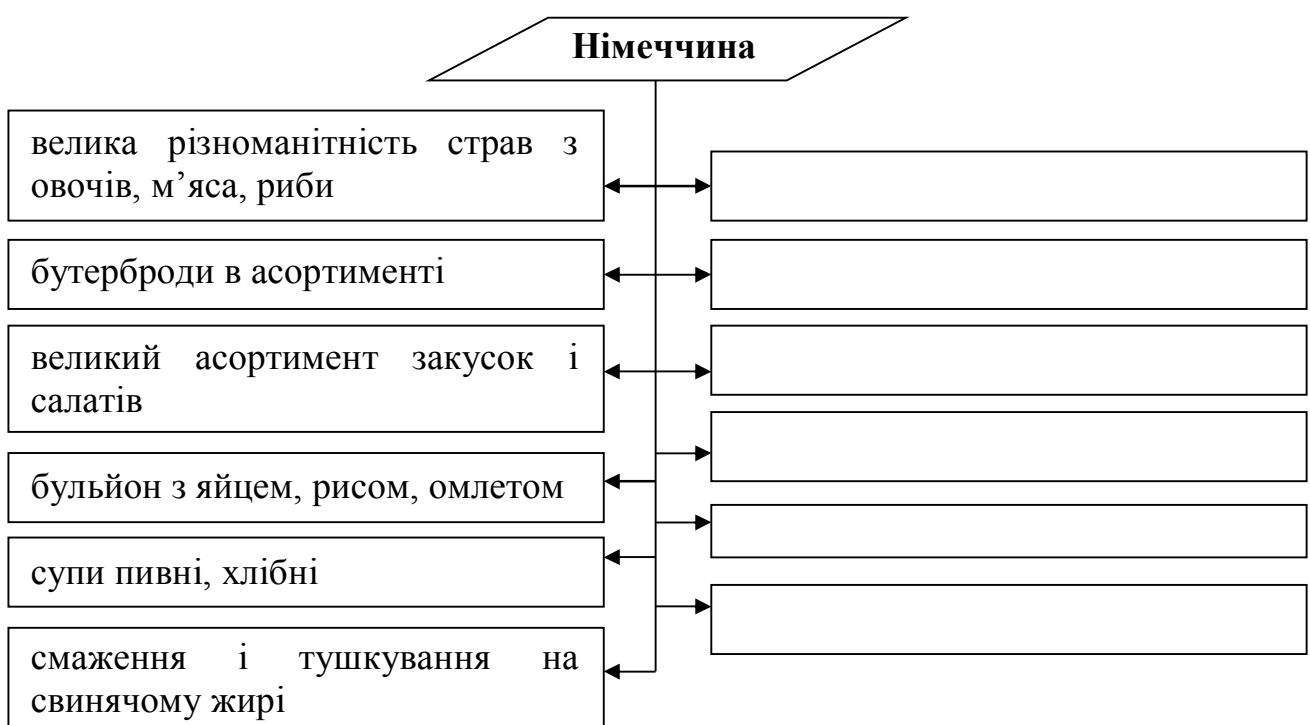 Німеччина
велика різноманітність страв з
овочів, м’яса, риби
бутерброди в асортименті
великий асортимент закусок і
салатів
бульйон з яйцем, рисом, омлетом
супи пивні, хлібні
смаження і тушкування на
свинячому жирі